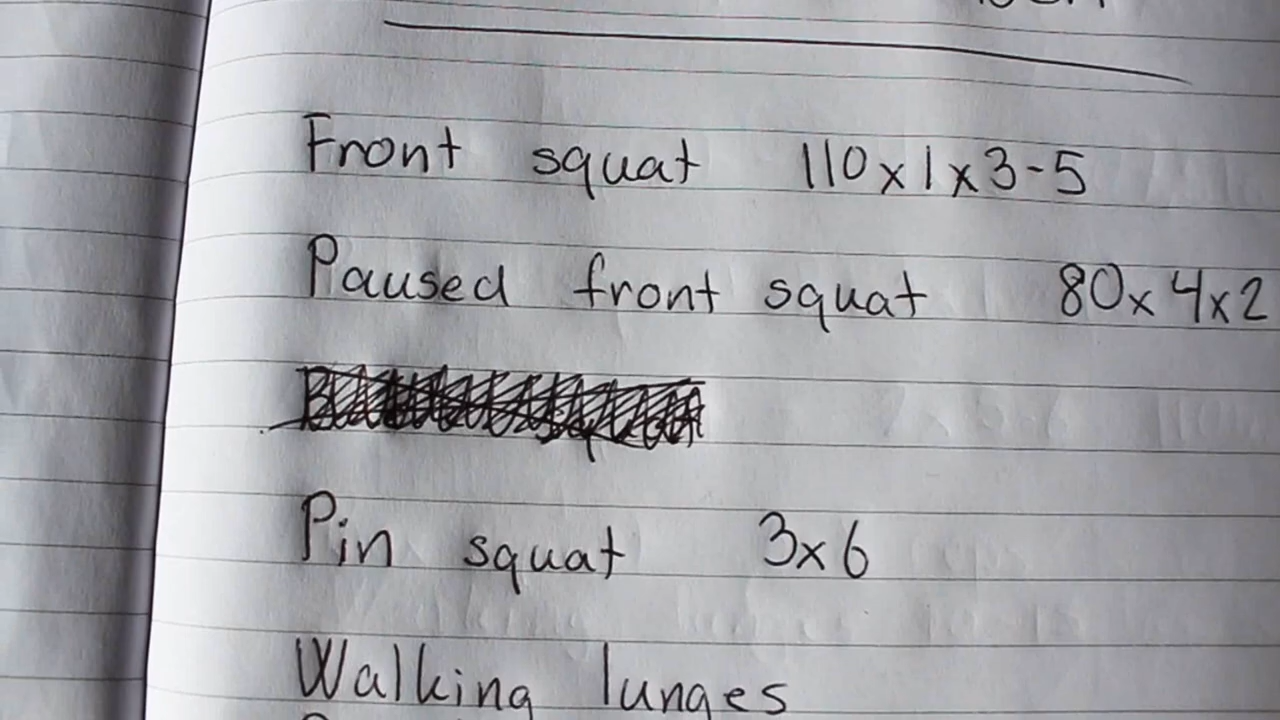 Front squat 110x1x3-5
Paused front squat 80x4x2
Pin squat 3x6
Walking lunges